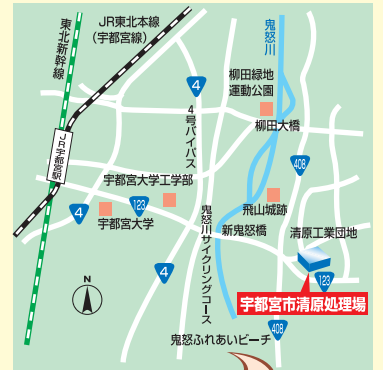 JR東北本線
（宇都宮線）
東北新幹線
鬼怒川
4
4号バイパス
柳田緑地
運動公園
柳田大橋
408
JR宇都宮駅
宇都宮大学工学部
123
4
宇都宮大学
鬼怒川サイクリングコース
飛山城跡
新鬼怒橋
清原工業団地
4
123
N
宇都宮市清原処理場
408
鬼怒ふれあいビーチ